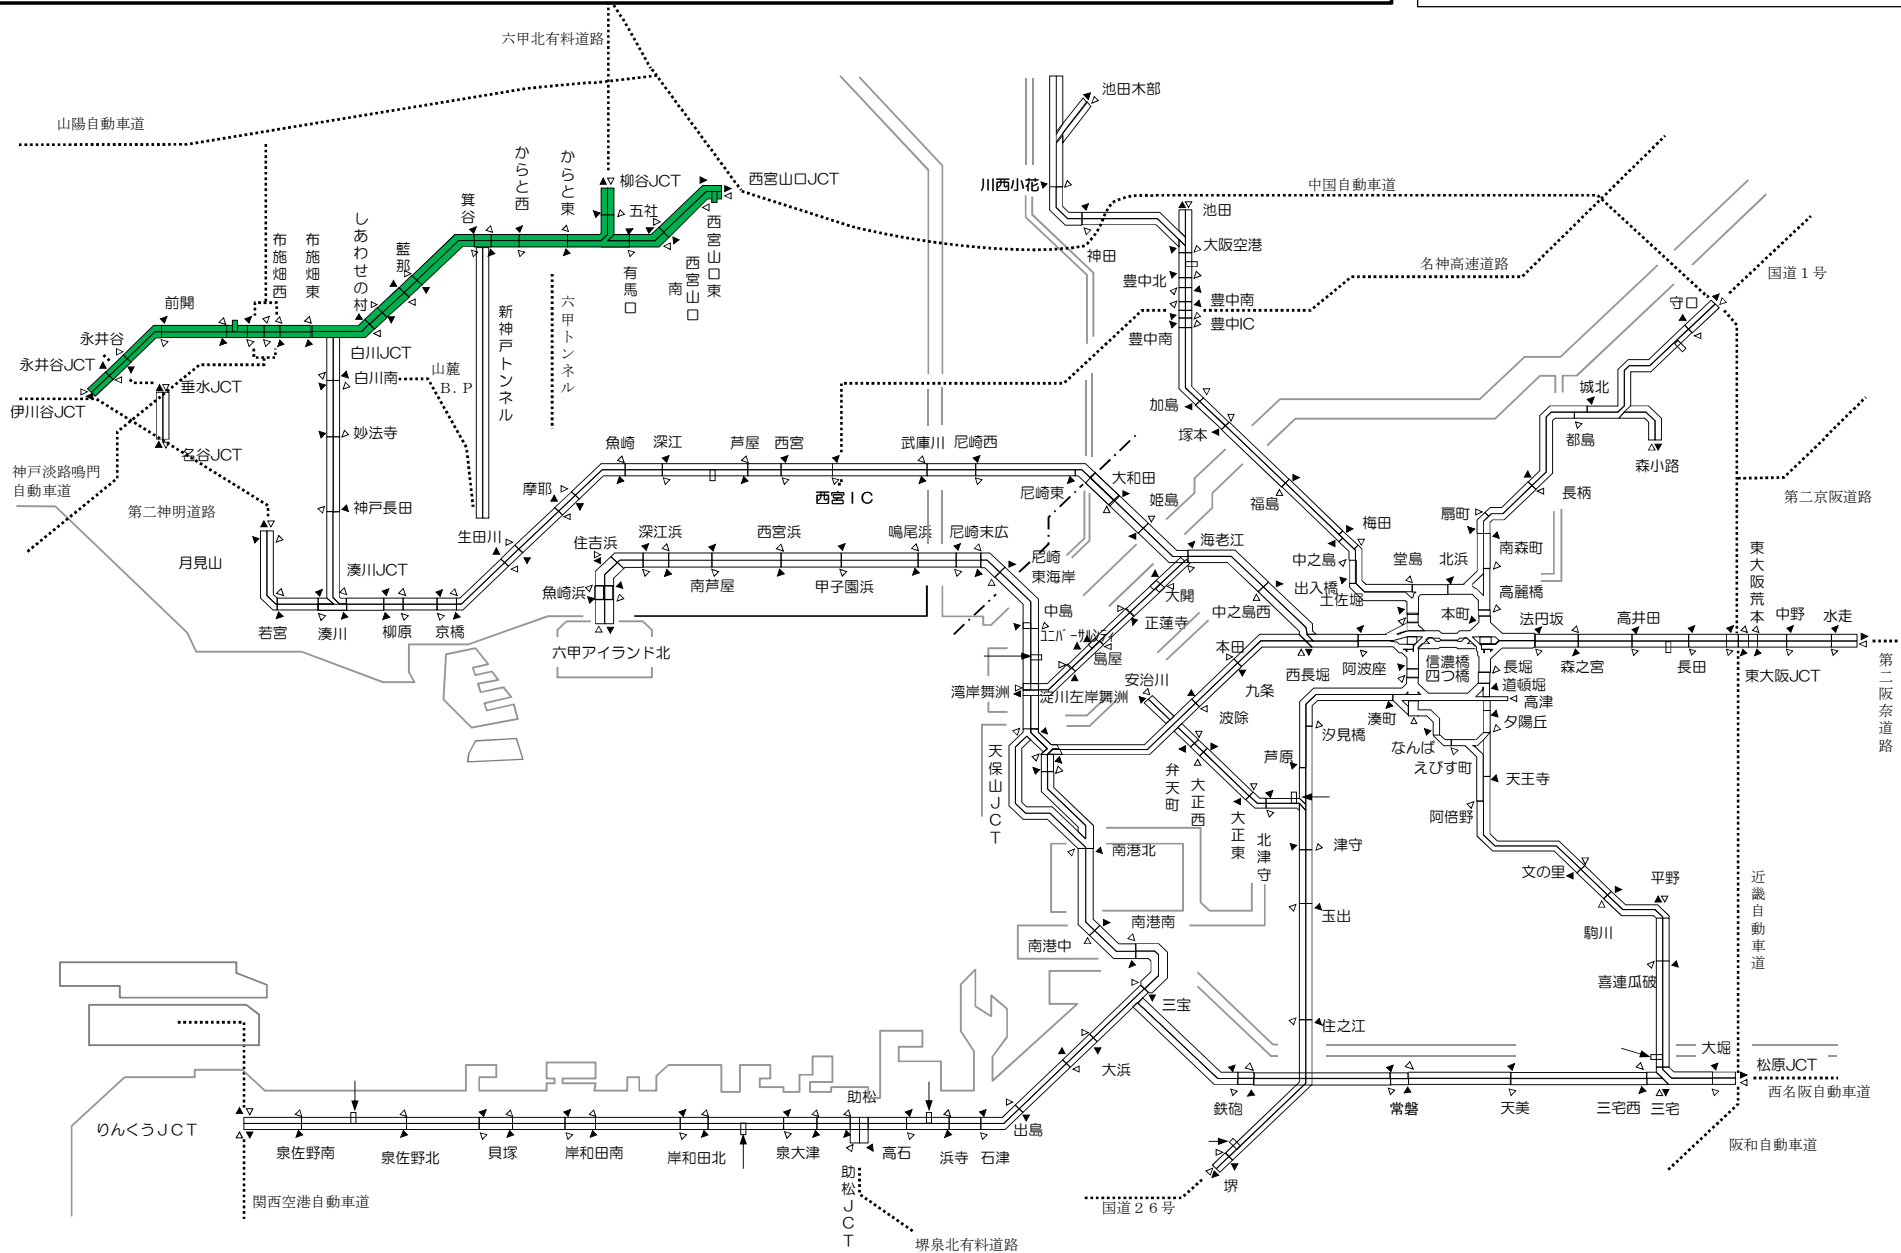 六甲北有料道路
池田木部
山陽自動車道
からと西
からと東
柳谷JCT
西宮山口JCT
川西小花
中国自動車道
箕谷
五社
池田
しあわせの村
藍那
布施畑西
布施畑東
西宮山口東
西宮山口南
有馬口
神田
大阪空港
名神高速道路
国道1号
豊中北
豊中南
豊中IC
豊中南
守口
前開
永井谷
永井谷JCT
伊川谷JCT
垂水JCT
名谷JCT
白川JCT
白川南
山麓
B.P
新神戸トンネル
六甲トンネル
妙法寺
加島
塚本
城北
都島
森小路
神戸淡路鳴門
自動車道
第二神明道路
神戸長田
摩耶
魚崎
深江
芦屋
西宮
西宮IC
武庫川
尼崎西
尼崎東
大和田
姫島
福島
梅田
長柄
扇町
第二京阪道路
月見山
湊川JCT
生田川
住吉浜
深江浜
南芦屋
西宮浜
甲子園浜
鳴尾浜
尼崎末広
尼崎
東海岸
海老江
中之島
堂島
北浜
南森町
東大阪荒本
若宮
湊川
柳原
京橋
魚崎浜
六甲アイランド北
中島
ユニバーサルシティ
大開
正蓮寺
島屋
中之島西
出入橋
土佐堀
本町
高麗橋
法円坂
高井田
中野
水走
湾岸舞洲
淀川左岸舞洲
安治川
本田
九条
波除
西長堀
阿波座
信濃橋
四つ橋
長堀
道頓堀
高津
森之宮
長田
東大阪JCT
第二阪奈道路
天保山JCT
弁天町
大正西
大正東
北津守
芦原
汐見橋
湊町
なんば
えびす町
夕陽丘
天王寺
阿倍野
南港北
津守
文の里
平野
近畿自動車道
南港中
南港南
玉出
駒川
喜連瓜破
三宝
住之江
大堀
松原JCT
西名阪自動車道
大浜
りんくうJCT
泉佐野南
泉佐野北
貝塚
岸和田南
岸和田北
泉大津
助松
高石
浜寺
石津
出島
鉄砲
常磐
天美
三宅西
三宅
助松JCT
堺
阪和自動車道
関西空港自動車道
国道26号
堺泉北有料道路